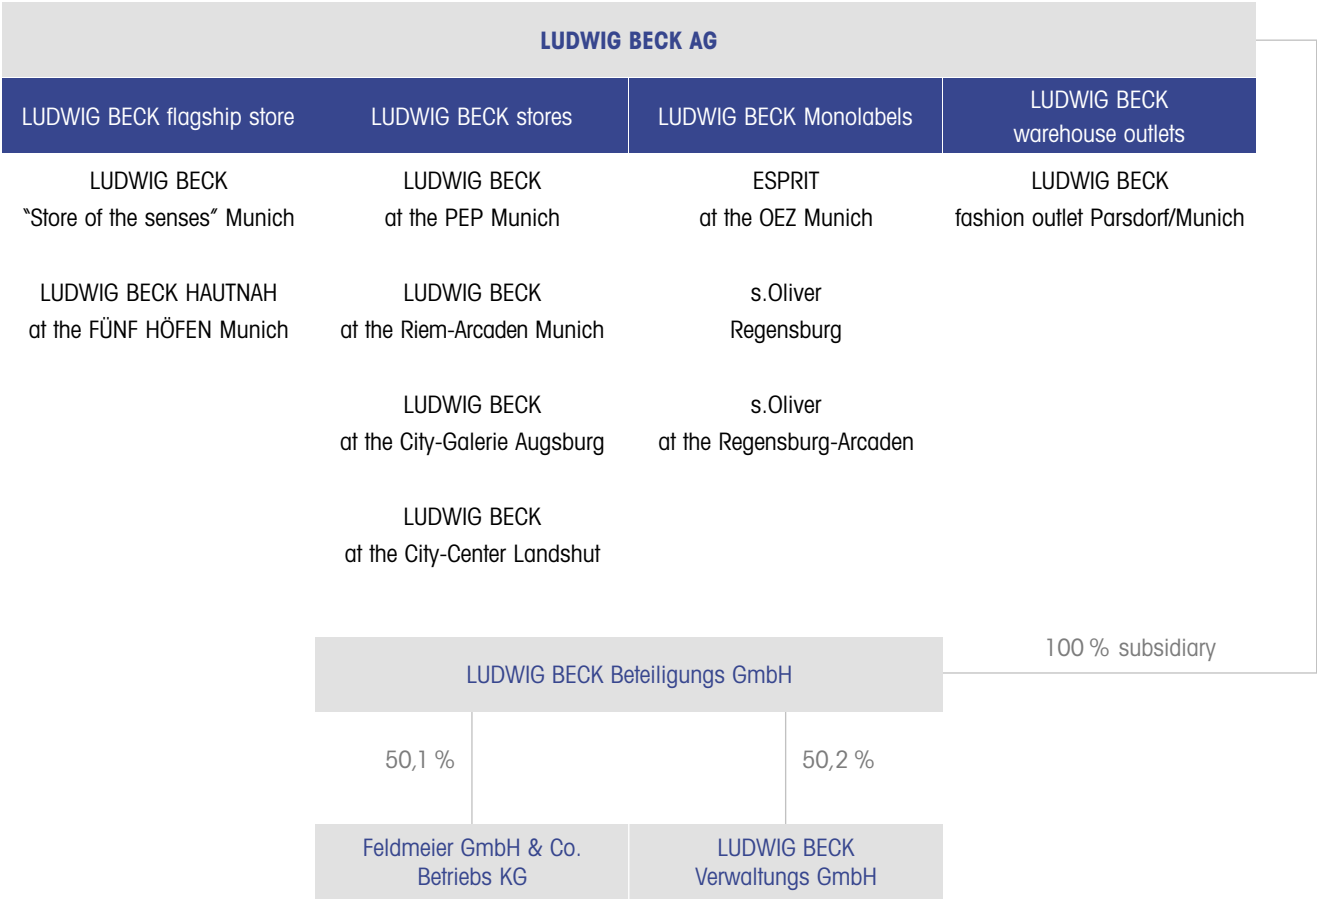 LUDWIG BECK AG
LUDWIG BECK flagship store
LUDWIG BECK stores
LUDWIG BECK Monolabels
LUDWIG BECK
warehouse outlets
LUDWIG BECK
“Store of the senses” Munich
LUDWIG BECK HAUTNAH
at the FÜNF HÖFEN Munich
LUDWIG BECK
at the PEP Munich
LUDWIG BECK
at the Riem-Arcaden Munich
LUDWIG BECK
at the City-Galerie Augsburg
LUDWIG BECK
at the City-Center Landshut
ESPRIT
at the OEZ Munich
s.Oliver
Regensburg
s.Oliver
at the Regensburg-Arcaden
LUDWIG BECK
fashion outlet Parsdorf/Munich
100 % subsidiary
LUDWIG BECK Beteiligungs GmbH
50,1 %
50,2 %
Feldmeier GmbH & Co.
Betriebs KG
LUDWIG BECK
Verwaltungs GmbH